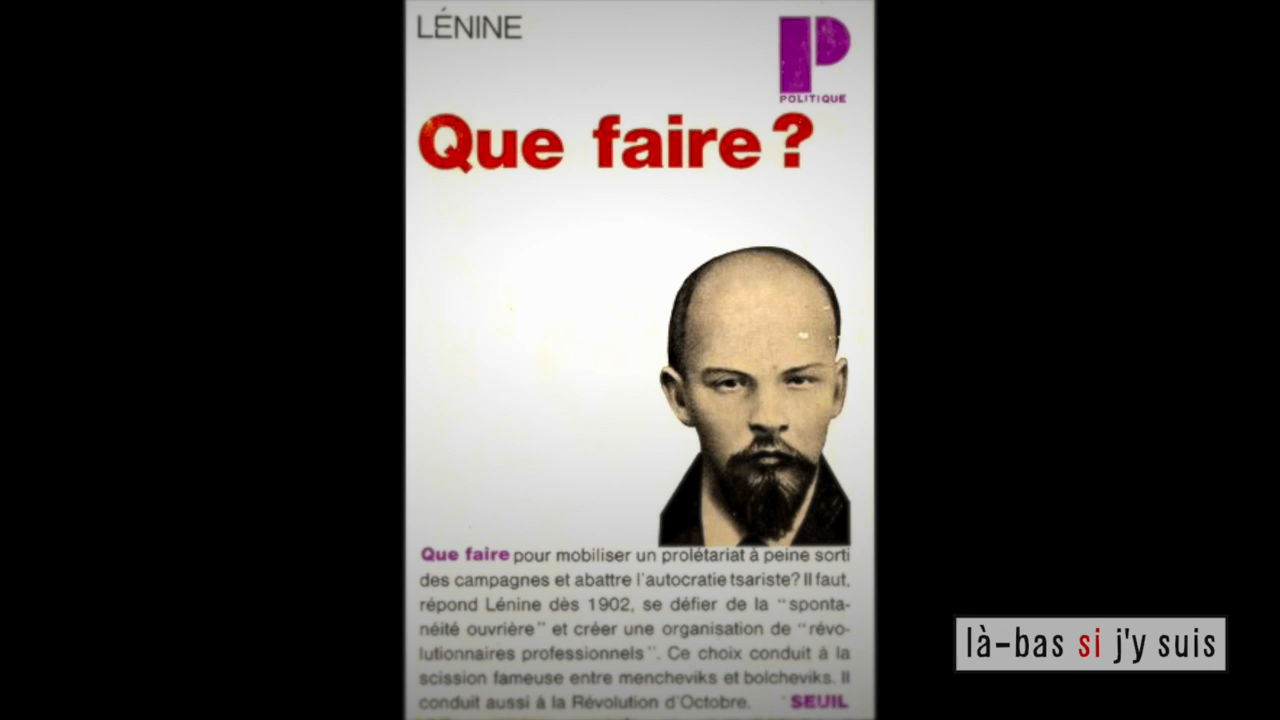 LÉNINE
P
POLITIQUE
Que faire ?
Que faire pour mobiliser un prolétariat à peine sorti
des campagnes et abattre l'autocratie tsariste? Il faut,
répond Lénine dès 1902, se défier de la "sponta-
néité ouvrière" et créer une organisation de "révo-
lutionnaires professionnels". Ce choix conduit à la
scission fameuse entre mencheviks et bolcheviks. Il
conduit aussi à la Révolution d'Octobre. SEUIL
là-bas si j'y suis